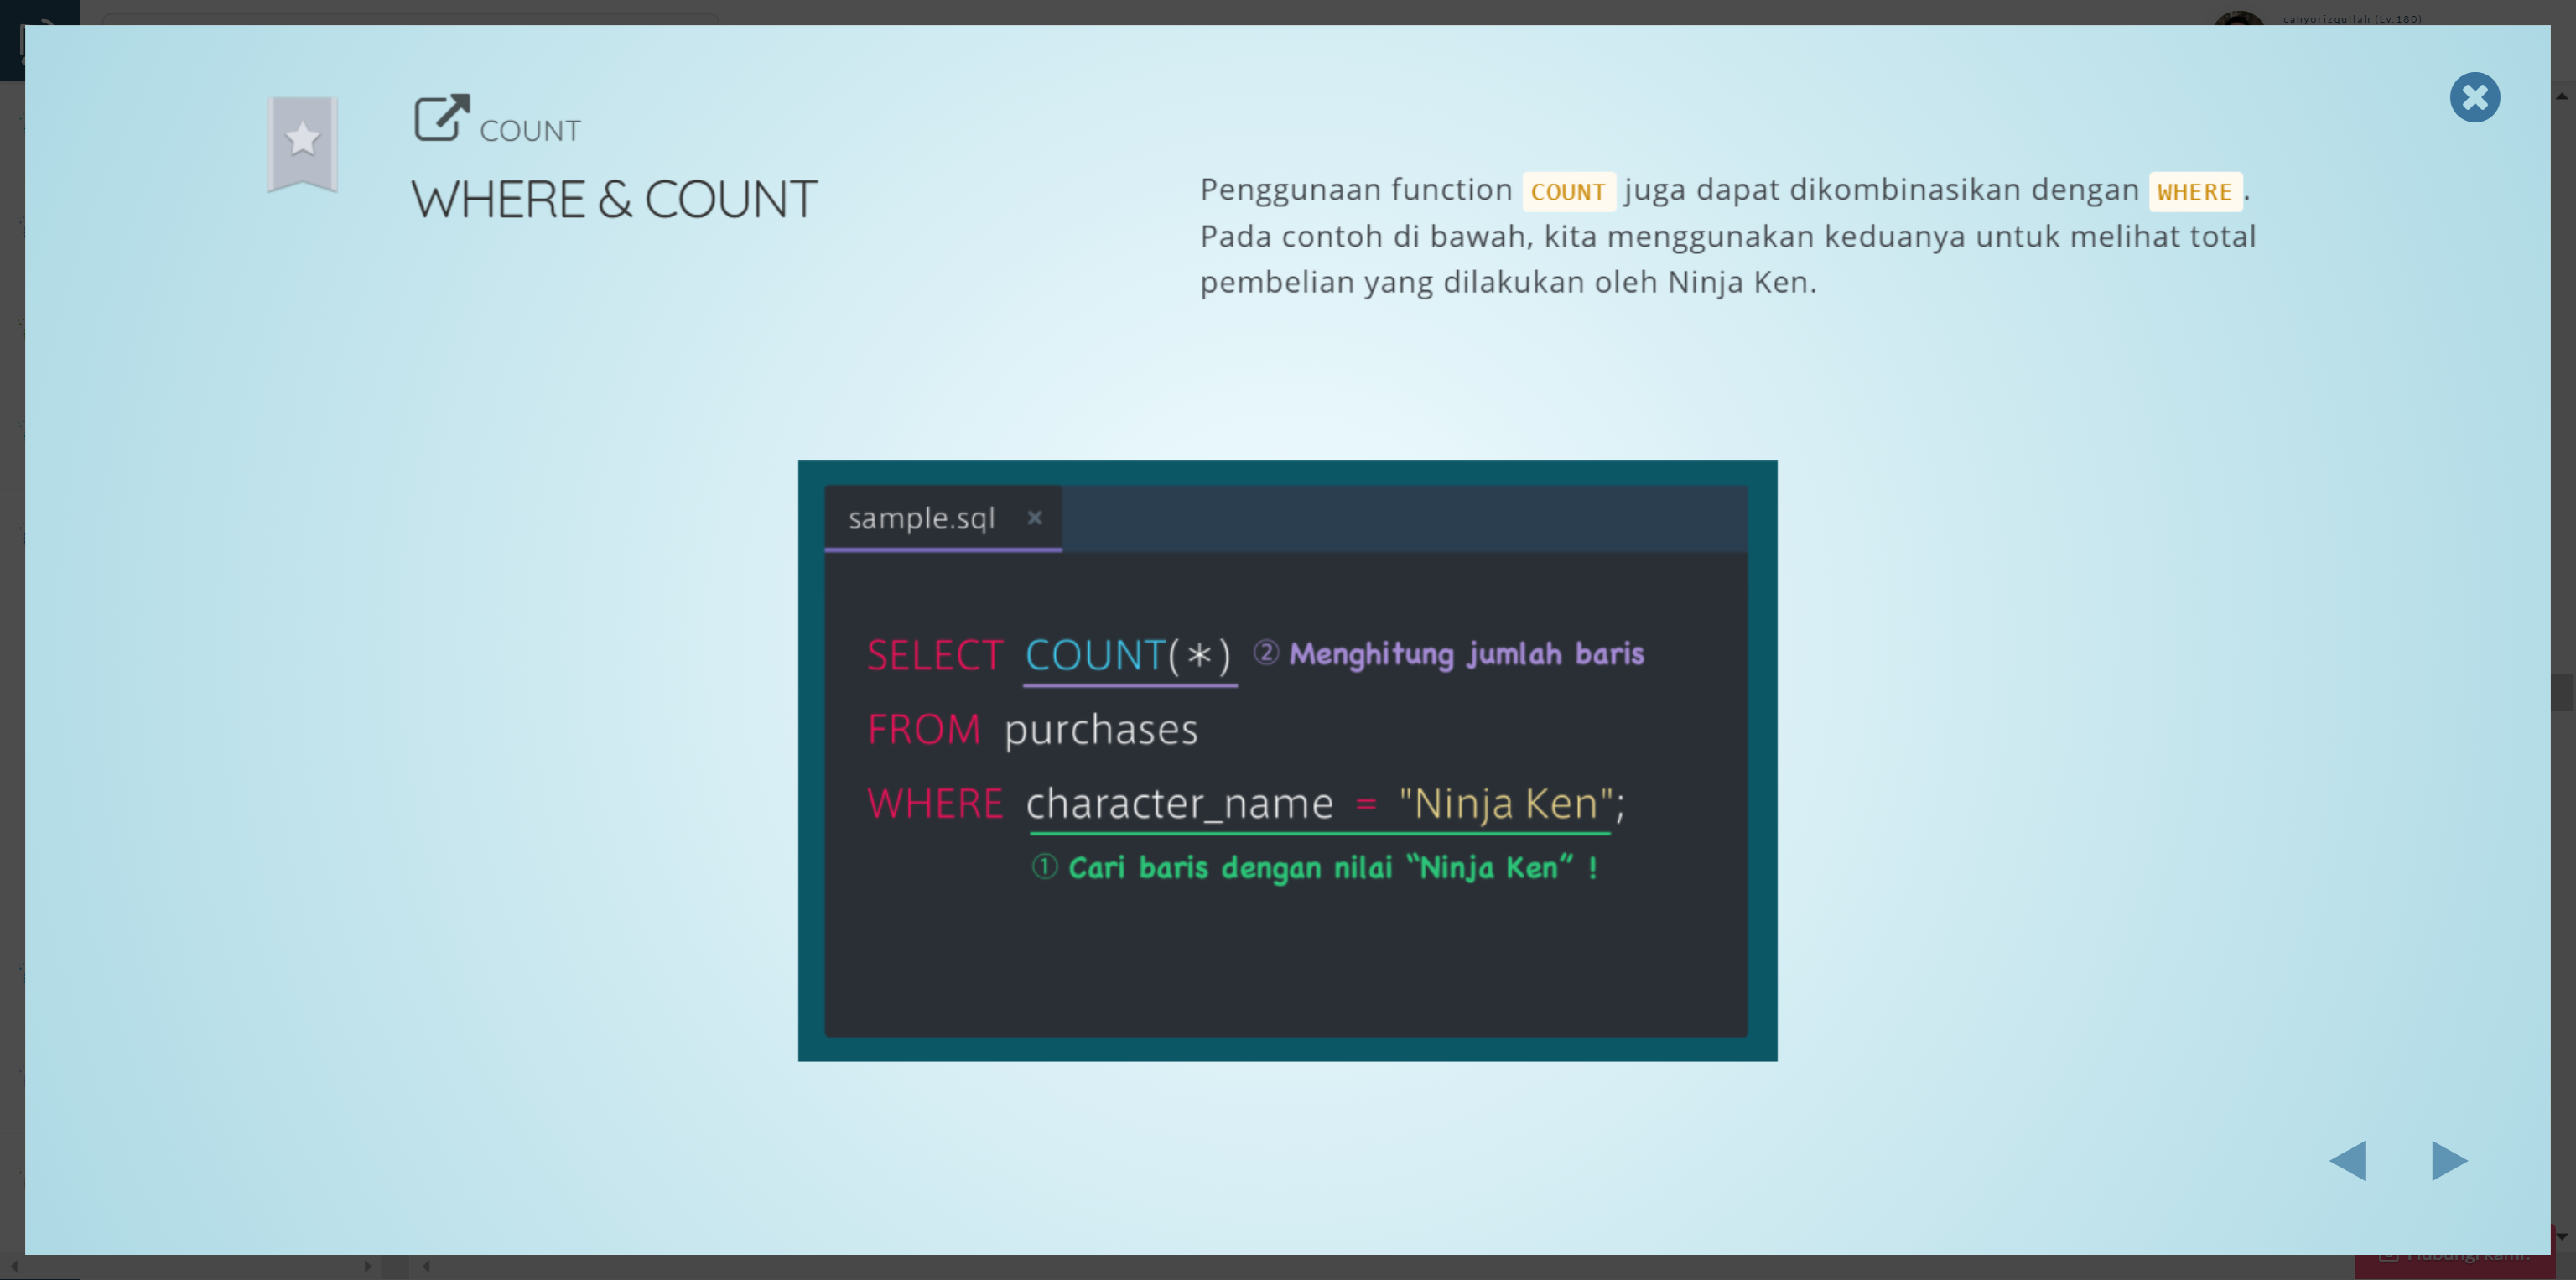 cahyorizqullah (Lv.180)
COUNT
WHERE & COUNT
Penggunaan function COUNT juga dapat dikombinasikan dengan WHERE.
Pada contoh di bawah, kita menggunakan keduanya untuk melihat total
pembelian yang dilakukan oleh Ninja Ken.
sample.sql
SELECT COUNT(*) ② Menghitung jumlah baris
FROM purchases
WHERE character_name = "Ninja Ken";
① Cari baris dengan nilai “Ninja Ken” !
Hubungi kami